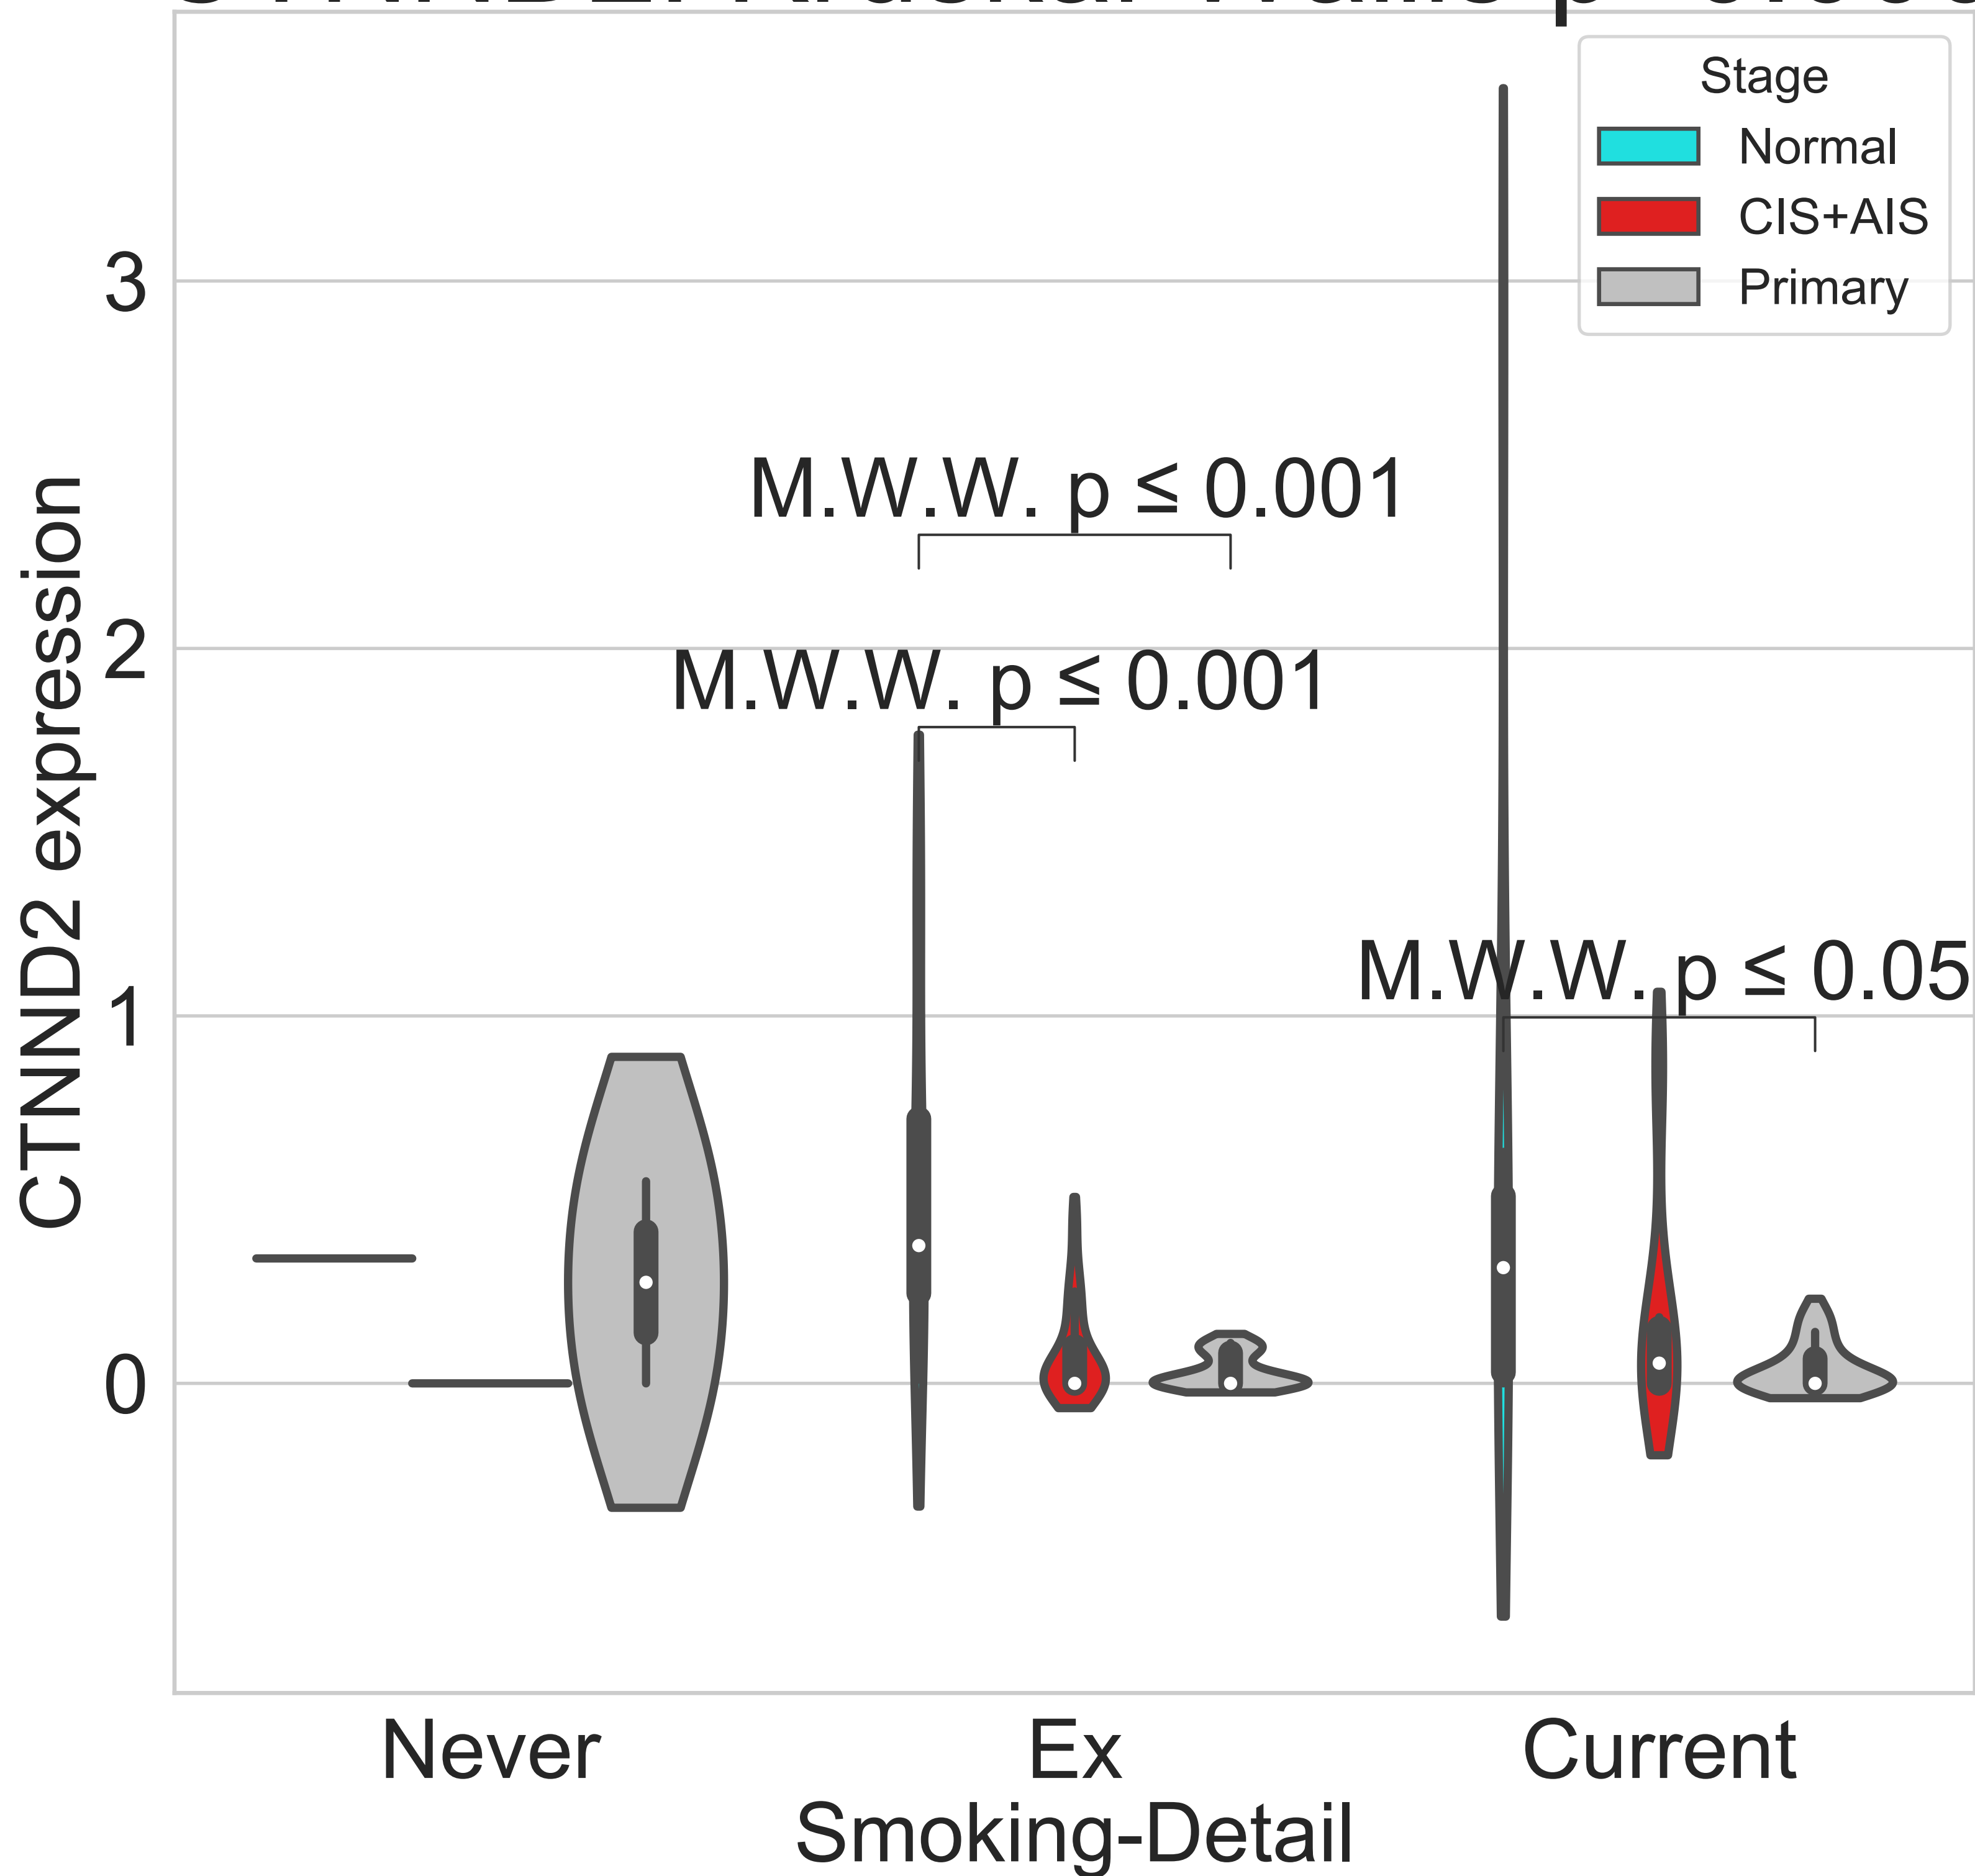 Stage
Normal
CIS+AIS
Primary
3
2
1
0
CTNND2 expression
M.W.W. p ≤ 0.001
M.W.W. p ≤ 0.001
M.W.W. p ≤ 0.05
Never
Ex
Current
Smoking-Detail